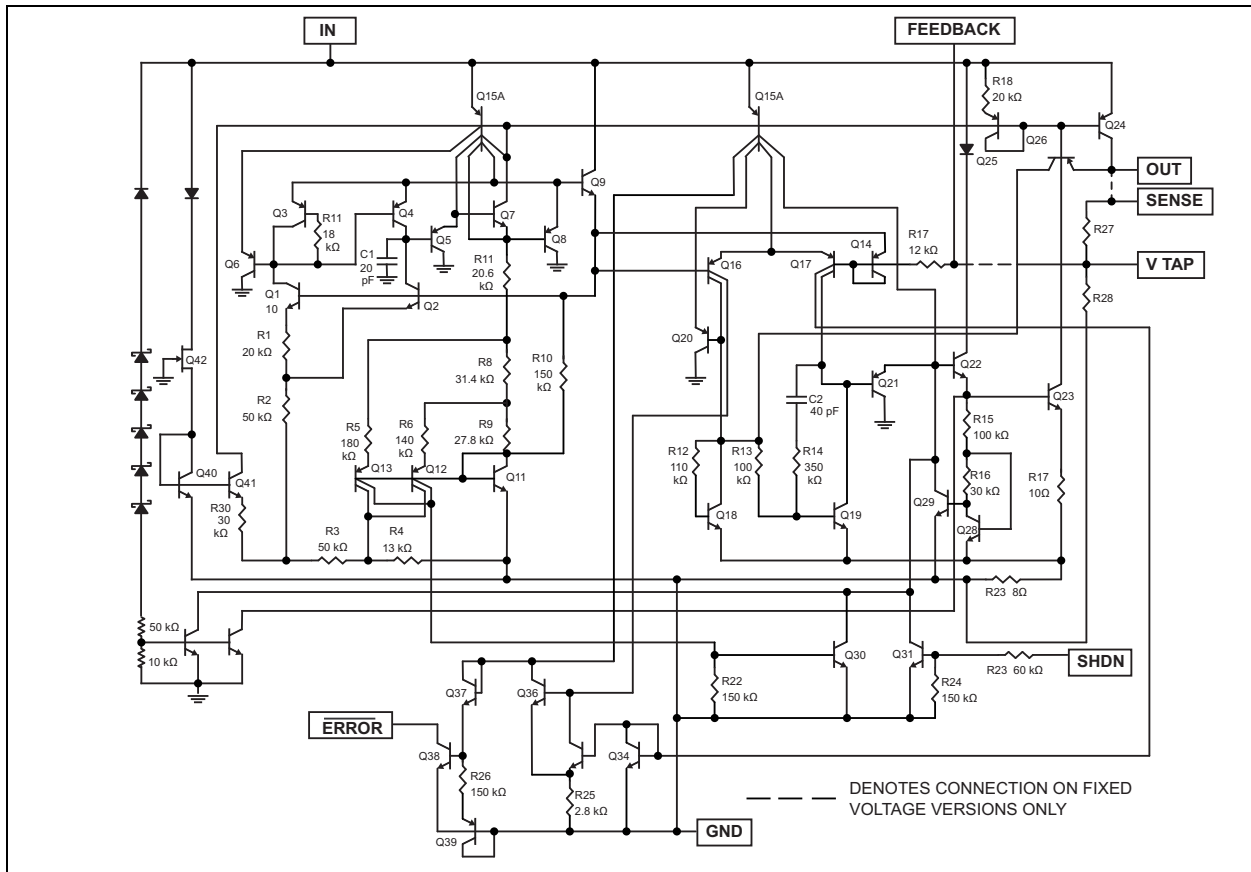 IN
FEEDBACK
R18
20 kΩ
Q15A
Q15A
Q26
Q24
Q25
OUT
SENSE
Q3
R11
18
kΩ
Q4
Q9
Q7
Q5
Q8
C1
20
pF
Q6
R11
20.6
kΩ
Q16
Q17
Q14
R17
12 kΩ
R27
V TAP
R28
Q1
10
Q2
R1
20 kΩ
Q20
Q42
R8
31.4 kΩ
R10
150
kΩ
Q22
Q21
C2
40 pF
Q23
R2
50 kΩ
R5
180
kΩ
R6
140
kΩ
R9
27.8 kΩ
R15
100 kΩ
R12
110
kΩ
R13
100
kΩ
R14
350
kΩ
R16
30 kΩ
R17
10Ω
Q13
Q12
Q11
Q40
Q41
R30
30
kΩ
Q18
Q19
Q29
Q28
R3
50 kΩ
R4
13 kΩ
R23 8Ω
50 kΩ
10 kΩ
Q30
Q31
R23 60 kΩ
SHDN
R22
150 kΩ
R24
150 kΩ
Q37
Q36
ERROR
Q38
Q34
R26
150 kΩ
R25
2.8 kΩ
DENOTES CONNECTION ON FIXED
VOLTAGE VERSIONS ONLY
GND
Q39